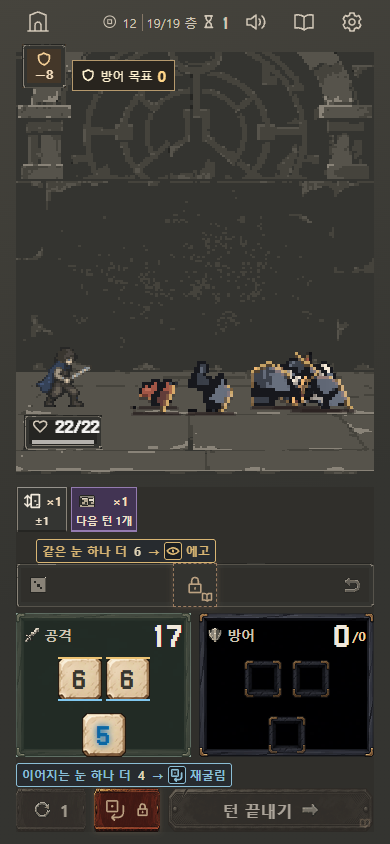 12 19/19 층 1
-8
방어 목표 0
22/22
×1
±1
×1
다음 턴 1개
같은 눈 하나 더 6 → 예고
공격 17
방어 0/0
6 6
5
이어지는 눈 하나 더 4 → 재굴림
1
턴 끝내기 ⇒